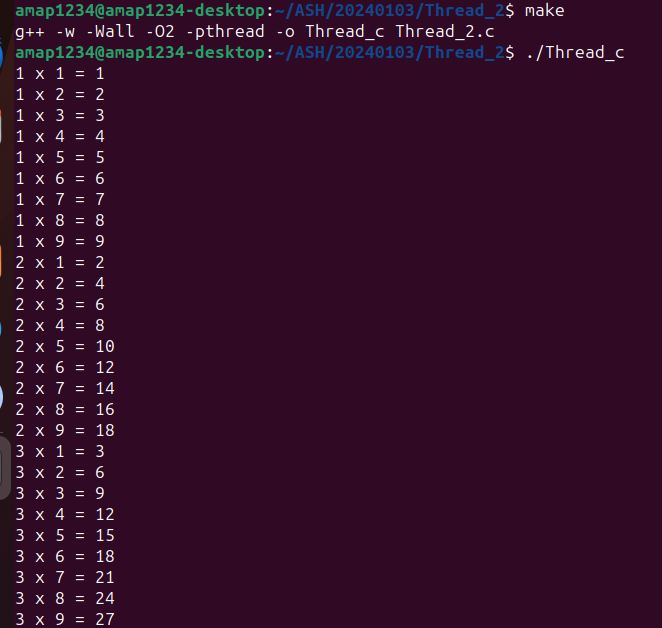 amap1234@amap1234-desktop:~/ASH/20240103/Thread_2$ make
g++ -w -Wall -O2 -pthread -o Thread_c Thread_2.c
amap1234@amap1234-desktop:~/ASH/20240103/Thread_2$ ./Thread_c
1 x 1 = 1
1 x 2 = 2
1 x 3 = 3
1 x 4 = 4
1 x 5 = 5
1 x 6 = 6
1 x 7 = 7
1 x 8 = 8
1 x 9 = 9
2 x 1 = 2
2 x 2 = 4
2 x 3 = 6
2 x 4 = 8
2 x 5 = 10
2 x 6 = 12
2 x 7 = 14
2 x 8 = 16
2 x 9 = 18
3 x 1 = 3
3 x 2 = 6
3 x 3 = 9
3 x 4 = 12
3 x 5 = 15
3 x 6 = 18
3 x 7 = 21
3 x 8 = 24
3 x 9 = 27